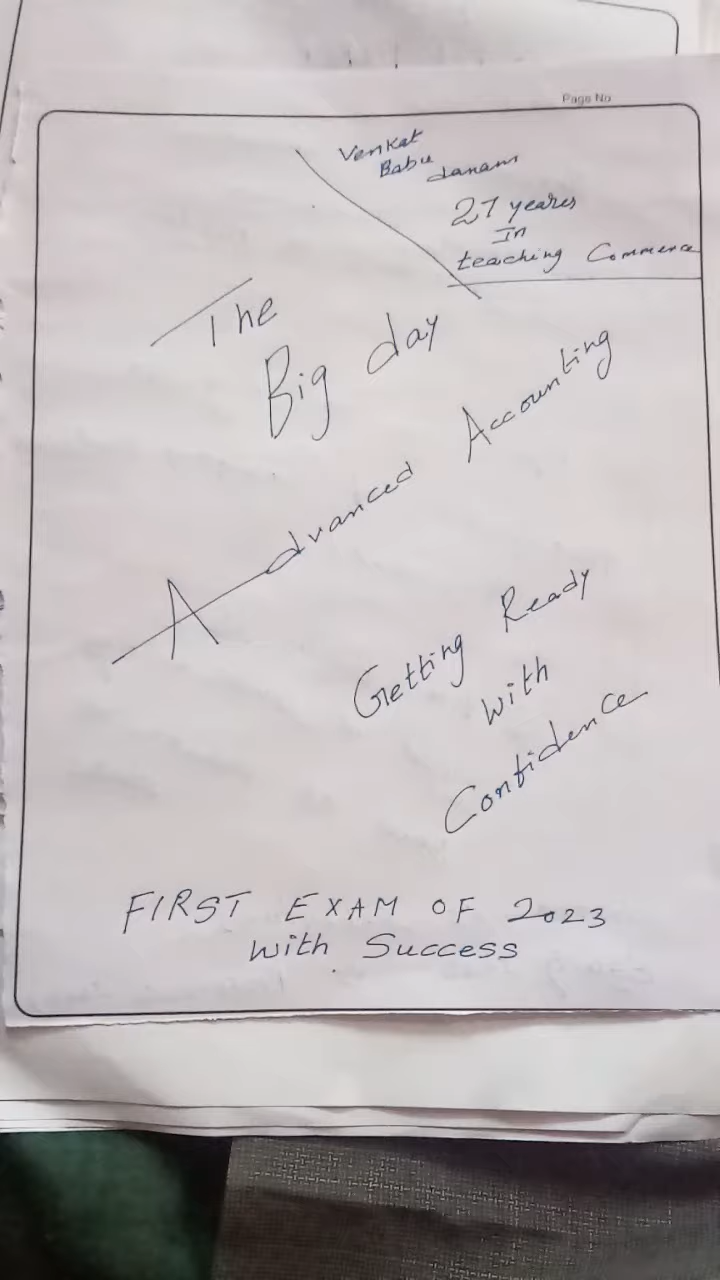 Page No
Venkat
Babu danam
27 years
In
teaching Commerce
The
Big day
Advanced Accounting
Getting Ready
with
Confidence
FIRST EXAM OF 2023
with Success